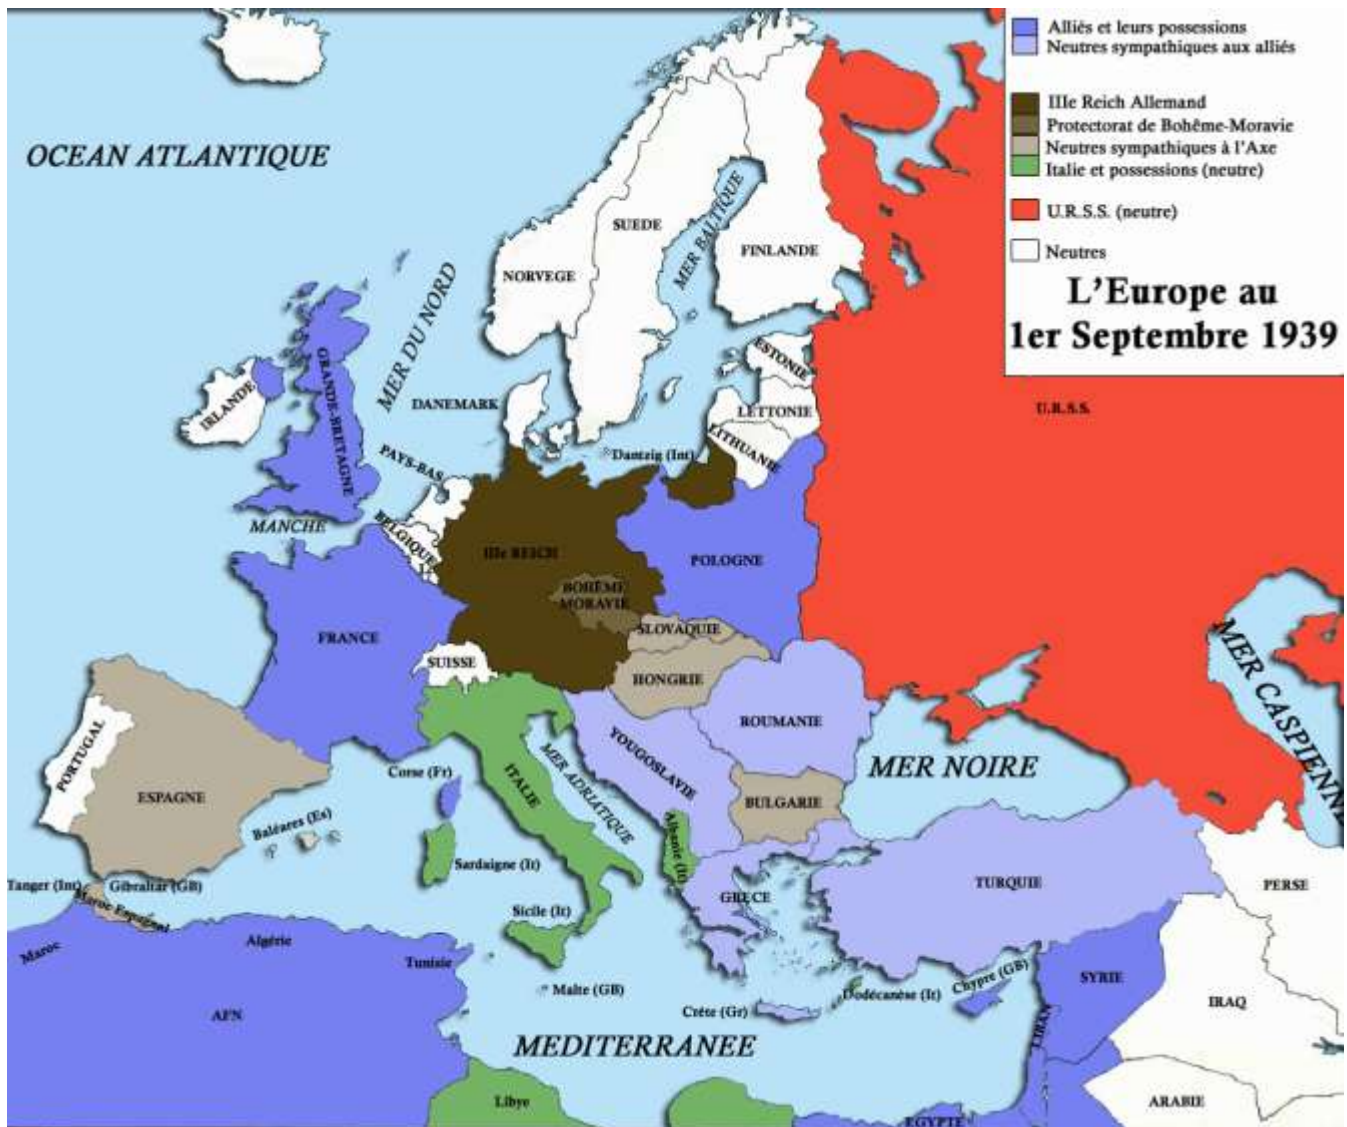 Alliés et leurs possessions
Neutres sympathiques aux alliés
IIIe Reich Allemand
Protectorat de Bohême-Moravie
Neutres sympathiques à l'Axe
Italie et possessions (neutre)
U.R.S.S. (neutre)
Neutres
L'Europe au
1er Septembre 1939
OCEAN ATLANTIQUE
MER BALTIQUE
SUEDE
FINLANDE
NORVEGE
MER DU NORD
ESTONIE
GRANDE-BRETAGNE
IRLANDE
DANEMARK
LETTONIE
U.R.S.S.
LITHUANIE
Dantzig (Int)
PAYS-BAS
MANCHE
BELGIQUE
L
IIIe REICH
POLOGNE
BOHÊME
MORAVIE
SLOVAQUIE
FRANCE
SUISSE
HONGRIE
MER CASPIENNE
ROUMANIE
PORTUGAL
YOUGOSLAVIE
MER NOIRE
Corse (Fr)
ITALIE
MER ADRIATIQUE
ESPAGNE
BULGARIE
Baléares (Es)
Albanie (It)
Sardaigne (It)
Tanger (Int)
Gibraltar (GB)
TURQUIE
PERSE
Maroc Espagnol
GRECE
Sicile (It)
Maroc
Algérie
Tunisie
Chypre (GB)
SYRIE
Malte (GB)
Dodécanèse (It)
IRAQ
AFN
Crète (Gr)
LIBAN
MEDITERRANEE
Libye
ARABIE
EGYPTE